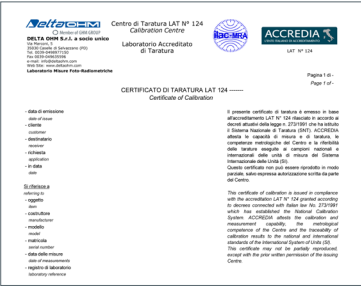 DeltaOHM
Member of GHM GROUP
DELTA OHM S.r.l. a socio unico
Via Marconi, 5
35030 Caselle di Selvazzano (PD)
Tel. 0039-0498977150
Fax 0039-049635596
e-mail: info@deltaohm.com
Web Site: www.deltaohm.com
Laboratorio Misure Foto-Radiometriche
Centro di Taratura LAT N° 124
Calibration Centre
Laboratorio Accreditato
di Taratura
ilac-MRA
ACCREDIA
L'ENTE ITALIANO DI ACCREDITAMENTO
LAT N° 124
Pagina 1 di -
Page 1 of -
CERTIFICATO DI TARATURA LAT 124 -------
Certificate of Calibration
- data di emissione
date of issue
- cliente
customer
- destinatario
receiver
- richiesta
application
- in data
date
Si riferisce a
referring to
- oggetto
item
- costruttore
manufacturer
- modello
model
- matricola
serial number
- data delle misure
date of measurements
- registro di laboratorio
laboratory reference
Il presente certificato di taratura è emesso in base
all'accreditamento LAT N° 124 rilasciato in accordo ai
decreti attuativi della legge n. 273/1991 che ha istituito
il Sistema Nazionale di Taratura (SNT). ACCREDIA
attesta le capacità di misura e di taratura, le
competenze metrologiche del Centro e la riferibilità
delle tarature eseguite ai campioni nazionali e
internazionali delle unità di misura del Sistema
Internazionale delle Unità (SI).
Questo certificato non può essere riprodotto in modo
parziale, salvo espressa autorizzazione scritta da parte
del Centro.
This certificate of calibration is issued in compliance
with the accreditation LAT N° 124 granted according
to decrees connected with Italian law No. 273/1991
which has established the National Calibration
System. ACCREDIA attests the calibration and
measurement capability, the metrological
competence of the Centre and the traceability of
calibration results to the national and international
standards of the International System of Units (SI).
This certificate may not be partially reproduced,
except with the prior written permission of the issuing
Centre.